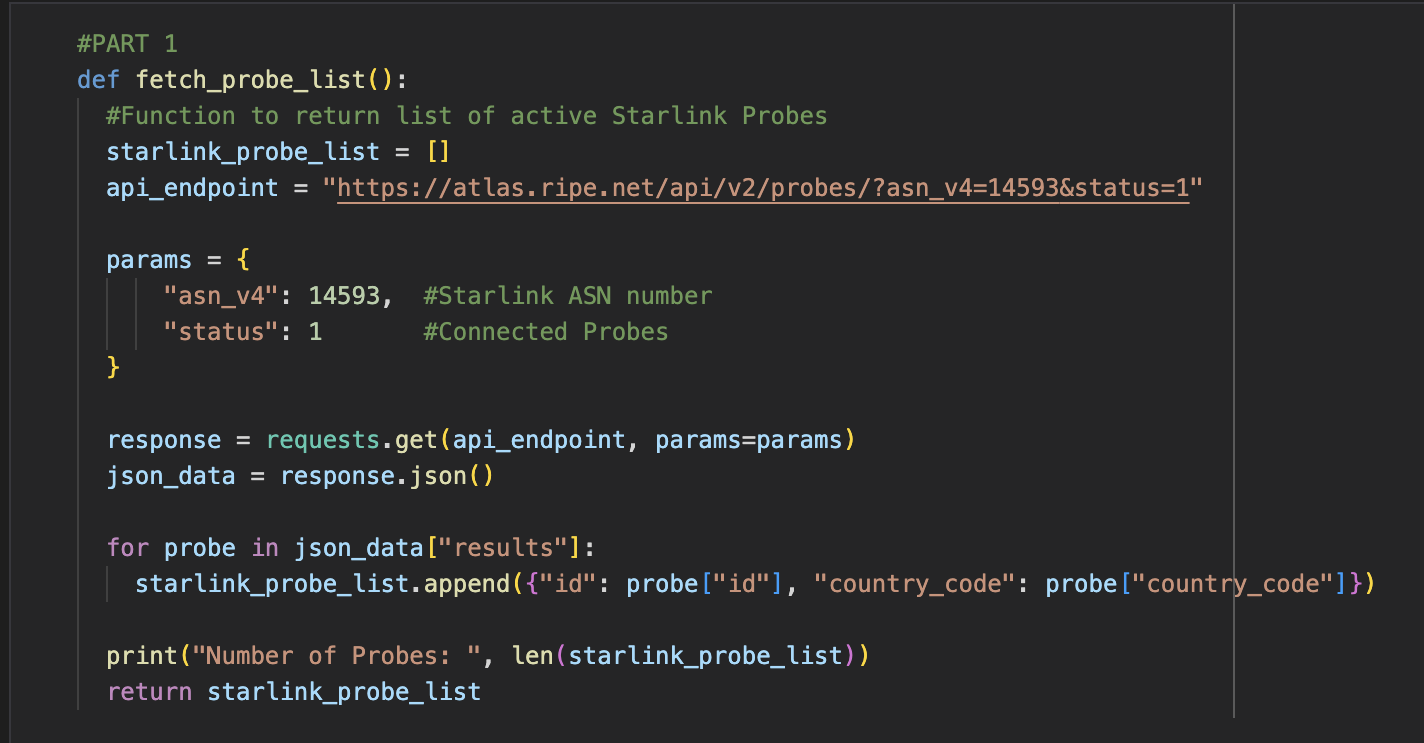 #PART 1
def fetch_probe_list():
#Function to return list of active Starlink Probes
starlink_probe_list = []
api_endpoint = "https://atlas.ripe.net/api/v2/probes/?asn_v4=14593&status=1"
params = {
"asn_v4": 14593,  #Starlink ASN number
"status": 1       #Connected Probes
}
response = requests.get(api_endpoint, params=params)
json_data = response.json()
for probe in json_data["results"]:
starlink_probe_list.append({"id": probe["id"], "country_code": probe["country_code"]})
print("Number of Probes: ", len(starlink_probe_list))
return starlink_probe_list